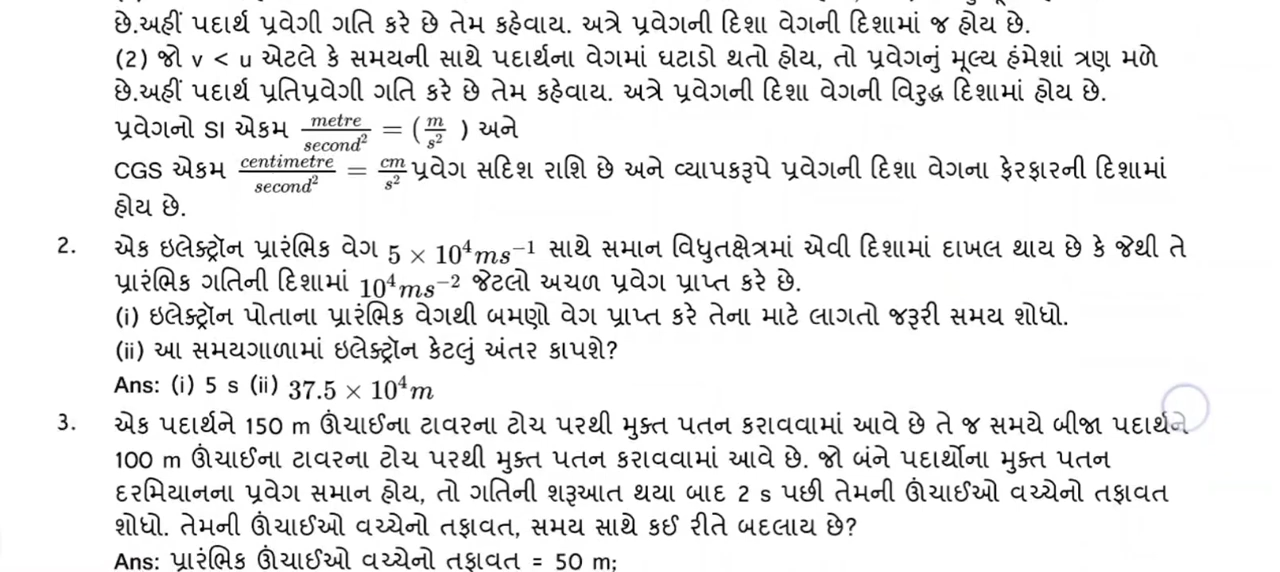 છે.અહીં પદાર્થ પ્રવેગી ગતિ કરે છે તેમ કહેવાય. અત્રે પ્રવેગની દિશા વેગની દિશામાં જ હોય છે.
(2) જો v < u એટલે કે સમયની સાથે પદાર્થના વેગમાં ઘટાડો થતો હોય, તો પ્રવેગનું મૂલ્ય હંમેશાં ત્રણ મળે
છે.અહીં પદાર્થ પ્રતિપ્રવેગી ગતિ કરે છે તેમ કહેવાય. અત્રે પ્રવેગની દિશા વેગની વિરુદ્ધ દિશામાં હોય છે.
પ્રવેગનો SI એકમ metre/second² = (m/s² ) અને
CGS એકમ centimetre/second² = cm/s² પ્રવેગ સદિશ રાશિ છે અને વ્યાપકરૂપે પ્રવેગની દિશા વેગના ફેરફારની દિશામાં
હોય છે.
2. એક ઇલેક્ટ્રૉન પ્રારંભિક વેગ 5 × 10⁴ms⁻¹ સાથે સમાન વિધુતક્ષેત્રમાં એવી દિશામાં દાખલ થાય છે કે જેથી તે
પ્રારંભિક ગતિની દિશામાં 10⁴ms⁻² જેટલો અચળ પ્રવેગ પ્રાપ્ત કરે છે.
(i) ઇલેક્ટ્રૉન પોતાના પ્રારંભિક વેગથી બમણો વેગ પ્રાપ્ત કરે તેના માટે લાગતો જરૂરી સમય શોધો.
(ii) આ સમયગાળામાં ઇલેક્ટ્રૉન કેટલું અંતર કાપશે?
Ans: (i) 5 s (ii) 37.5 × 10⁴m
3. એક પદાર્થને 150 m ઊંચાઈના ટાવરના ટોચ પરથી મુક્ત પતન કરાવવામાં આવે છે તે જ સમયે બીજા પદાર્થને
100 m ઊંચાઈના ટાવરના ટોચ પરથી મુક્ત પતન કરાવવામાં આવે છે. જો બંને પદાર્થોના મુક્ત પતન
દરમિયાનના પ્રવેગ સમાન હોય, તો ગતિની શરૂઆત થયા બાદ 2 s પછી તેમની ઊંચાઈઓ વચ્ચેનો તફાવત
શોધો. તેમની ઊંચાઈઓ વચ્ચેનો તફાવત, સમય સાથે કઈ રીતે બદલાય છે?
Ans: પ્રારંભિક ઊંચાઈઓ વચ્ચેનો તફાવત = 50 m;